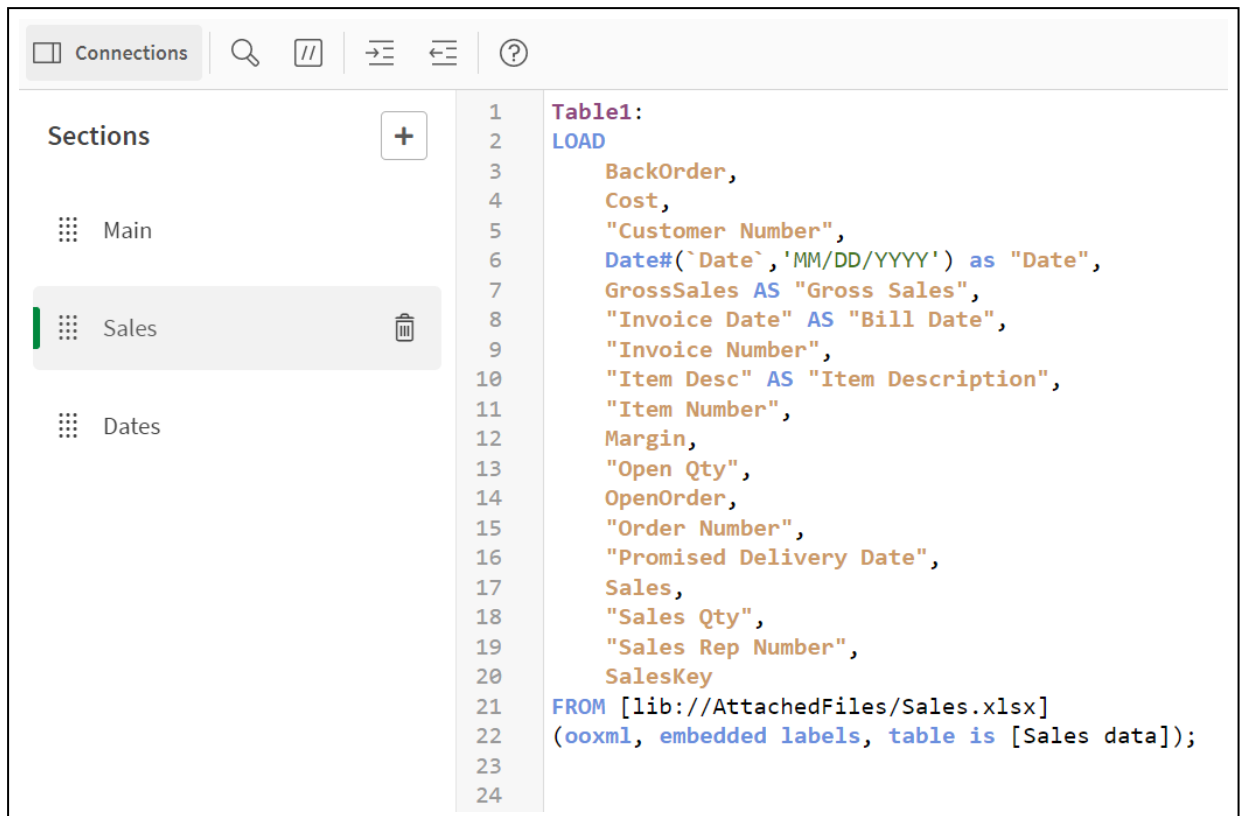 Connections // ?
Sections +
Main
Sales
Dates
1 Table1:
2 LOAD
3 BackOrder,
4 Cost,
5 "Customer Number",
6 Date#(`Date`,'MM/DD/YYYY') as "Date",
7 GrossSales AS "Gross Sales",
8 "Invoice Date" AS "Bill Date",
9 "Invoice Number",
10 "Item Desc" AS "Item Description",
11 "Item Number",
12 Margin,
13 "Open Qty",
14 OpenOrder,
15 "Order Number",
16 "Promised Delivery Date",
17 Sales,
18 "Sales Qty",
19 "Sales Rep Number",
20 SalesKey
21 FROM [lib://AttachedFiles/Sales.xlsx]
22 (ooxml, embedded labels, table is [Sales data]);
23
24